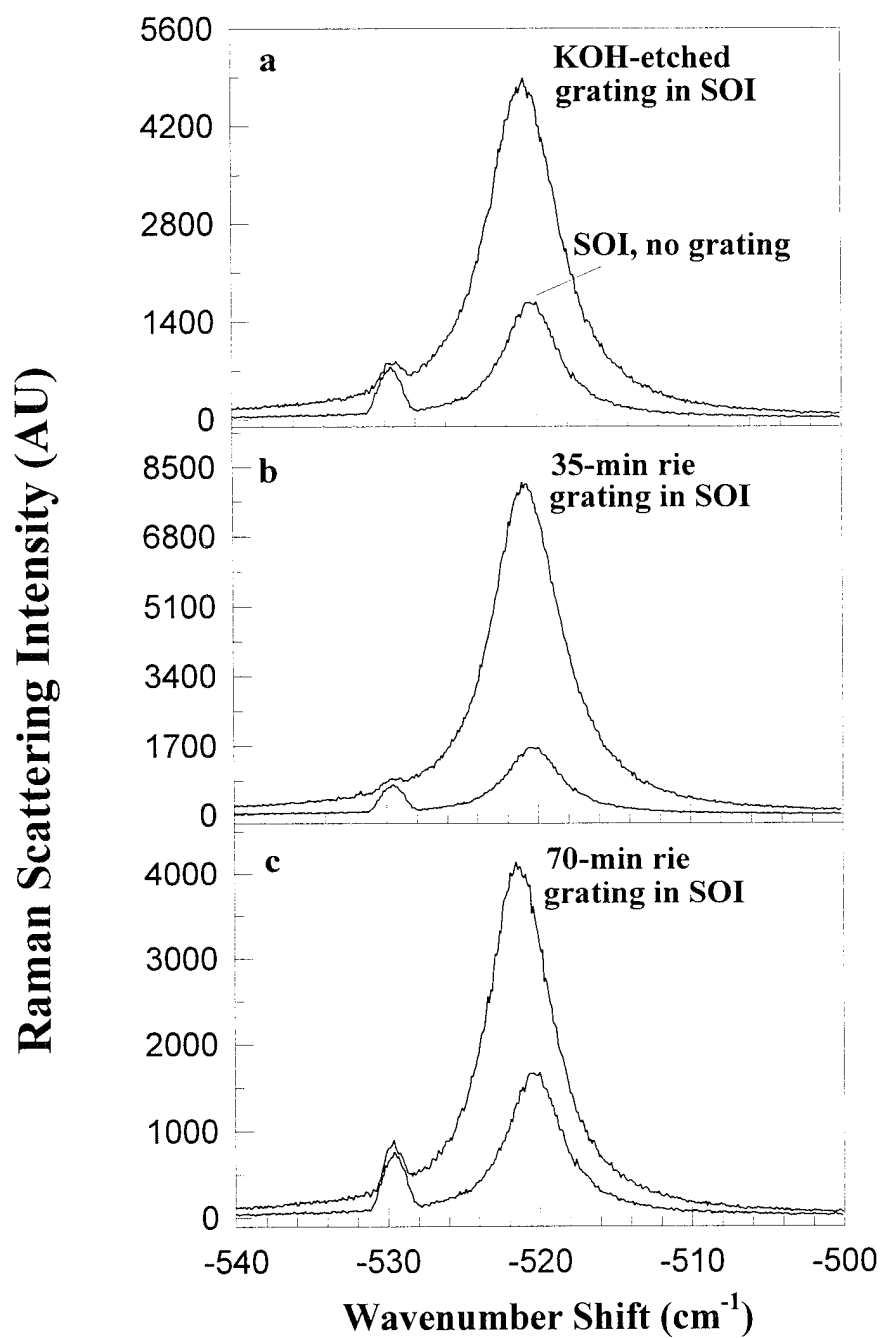 Raman Scattering Intensity (AU)
5600
4200
2800
1400
0
a
KOH-etched
grating in SOI
SOI, no grating
8500
6800
5100
3400
1700
0
b
35-min rie
grating in SOI
4000
3000
2000
1000
0
c
70-min rie
grating in SOI
-540 -530 -520 -510 -500
Wavenumber Shift (cm⁻¹)